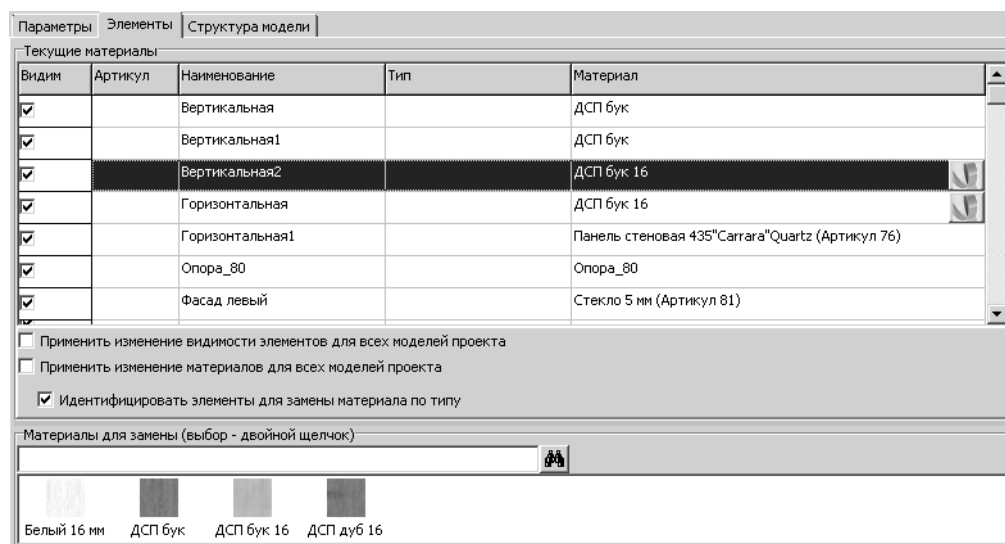 Параметры Элементы Структура модели
Текущие материалы
Видим Артикул Наименование Тип Материал
Вертикальная ДСП бук
Вертикальная1 ДСП бук
Вертикальная2 ДСП бук 16
Горизонтальная ДСП бук 16
Горизонтальная1 Панель стеновая 435"Carrara"Quartz (Артикул 76)
Опора_80 Опора_80
Фасад левый Стекло 5 мм (Артикул 81)
Применить изменение видимости элементов для всех моделей проекта
Применить изменение материалов для всех моделей проекта
Идентифицировать элементы для замены материала по типу
Материалы для замены (выбор - двойной щелчок)
Белый 16 мм ДСП бук ДСП бук 16 ДСП дуб 16